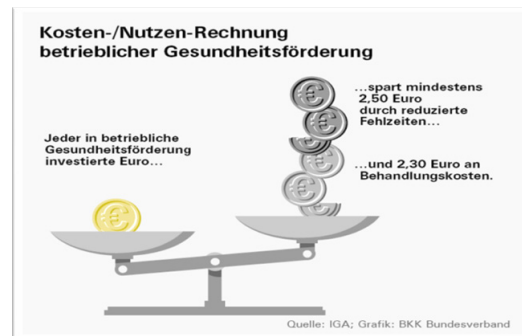 Kosten-/Nutzen-Rechnung
betrieblicher Gesundheitsförderung
Jeder in betriebliche
Gesundheitsförderung
investierte Euro...
...spart mindestens
2,50 Euro
durch reduzierte
Fehlzeiten...
...und 2,30 Euro an
Behandlungskosten.
Quelle: IGA; Grafik: BKK Bundesverband